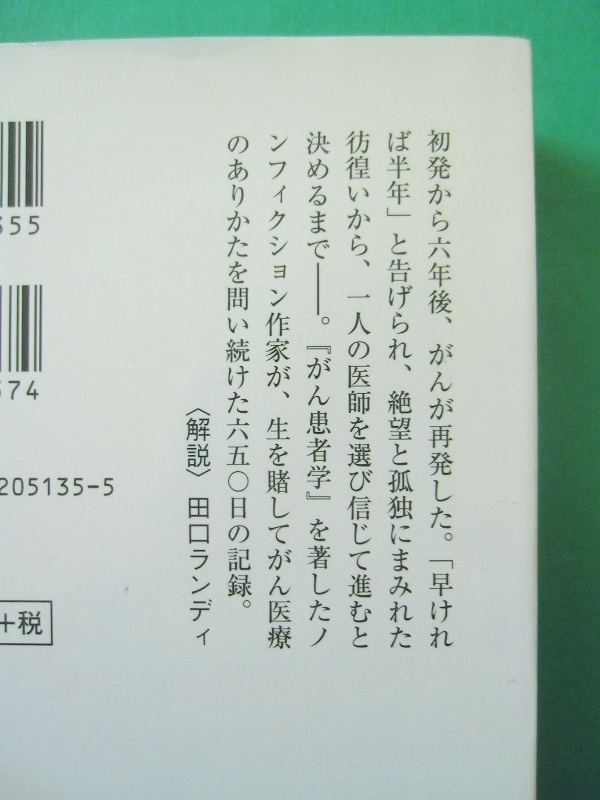 初発から六年後、がんが再発した。「早けれ
ば半年」と告げられ、絶望と孤独にまみれた
彷徨いから、一人の医師を選び信じて進むと
決めるまで――。『がん患者学』を著したノ
ンフィクション作家が、生を賭してがん医療
のありかたを問い続けた六五〇日の記録。
〈解説〉田口ランディ
355
574
205135-5
+税